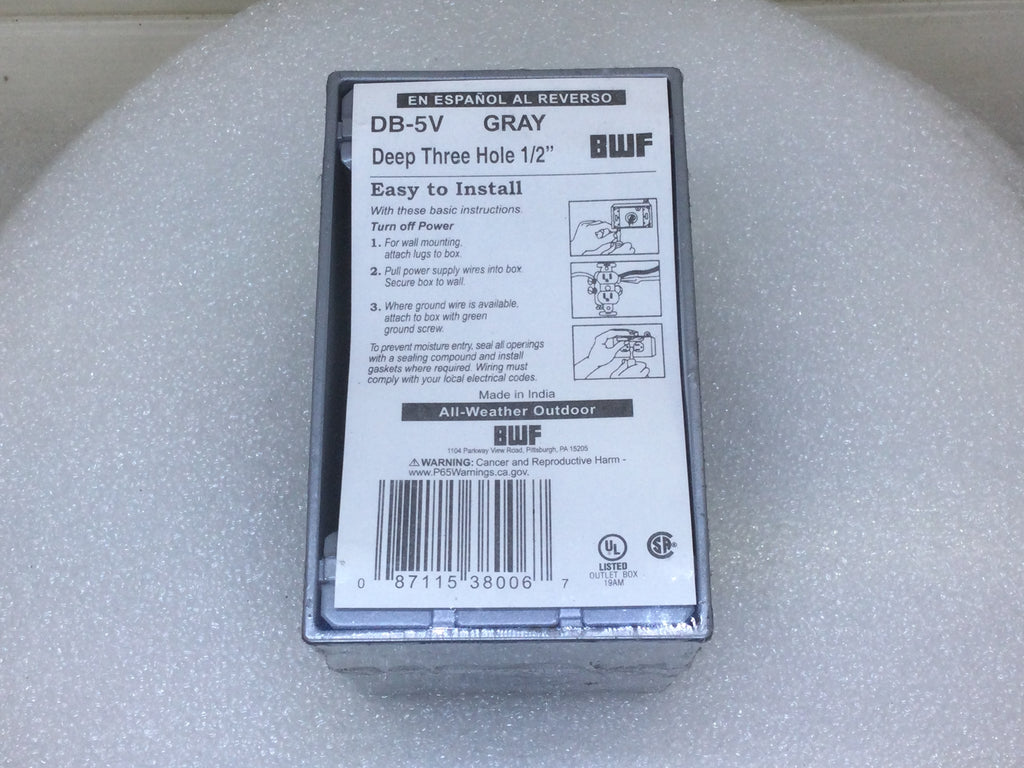 EN ESPAÑOL AL REVERSO
DB-5V GRAY
Deep Three Hole 1/2"
BWF
Easy to Install
With these basic instructions.
Turn off Power
1. For wall mounting,
attach lugs to box.
2. Pull power supply wires into box.
Secure box to wall.
3. Where ground wire is available,
attach to box with green
ground screw.
To prevent moisture entry, seal all openings
with a sealing compound and install
gaskets where required. Wiring must
comply with your local electrical codes.
Made in India
All-Weather Outdoor
BWF
1104 Parkway View Road, Pittsburgh, PA 15205
⚠WARNING: Cancer and Reproductive Harm -
www.P65Warnings.ca.gov.
0 87115 38006 7
UL
LISTED
OUTLET BOX
19AM
SA®